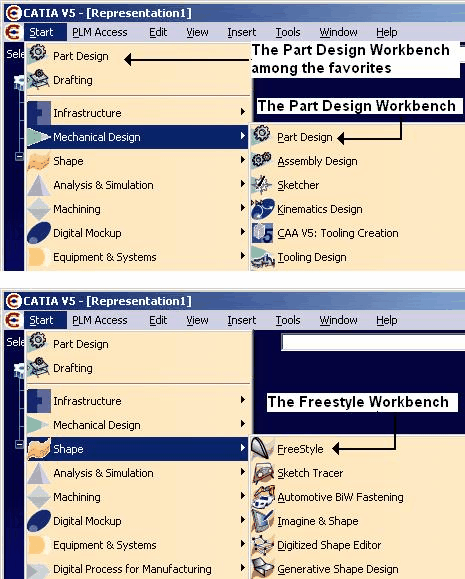 CATIA V5 - [Representation1]
Start PLM Access Edit View Insert Tools Window Help
Sele
Part Design
The Part Design Workbench
among the favorites
Drafting
Infrastructure
The Part Design Workbench
Mechanical Design
Part Design
Shape
Assembly Design
Analysis & Simulation
Sketcher
Machining
Kinematics Design
Digital Mockup
CAA V5: Tooling Creation
Equipment & Systems
Tooling Design
CATIA V5 - [Representation1]
Start PLM Access Edit View Insert Tools Window Help
Sele
Part Design
Drafting
Infrastructure
The Freestyle Workbench
Mechanical Design
Shape
FreeStyle
Analysis & Simulation
Sketch Tracer
Machining
Automotive BiW Fastening
Digital Mockup
Imagine & Shape
Equipment & Systems
Digitized Shape Editor
Digital Process for Manufacturing
Generative Shape Design